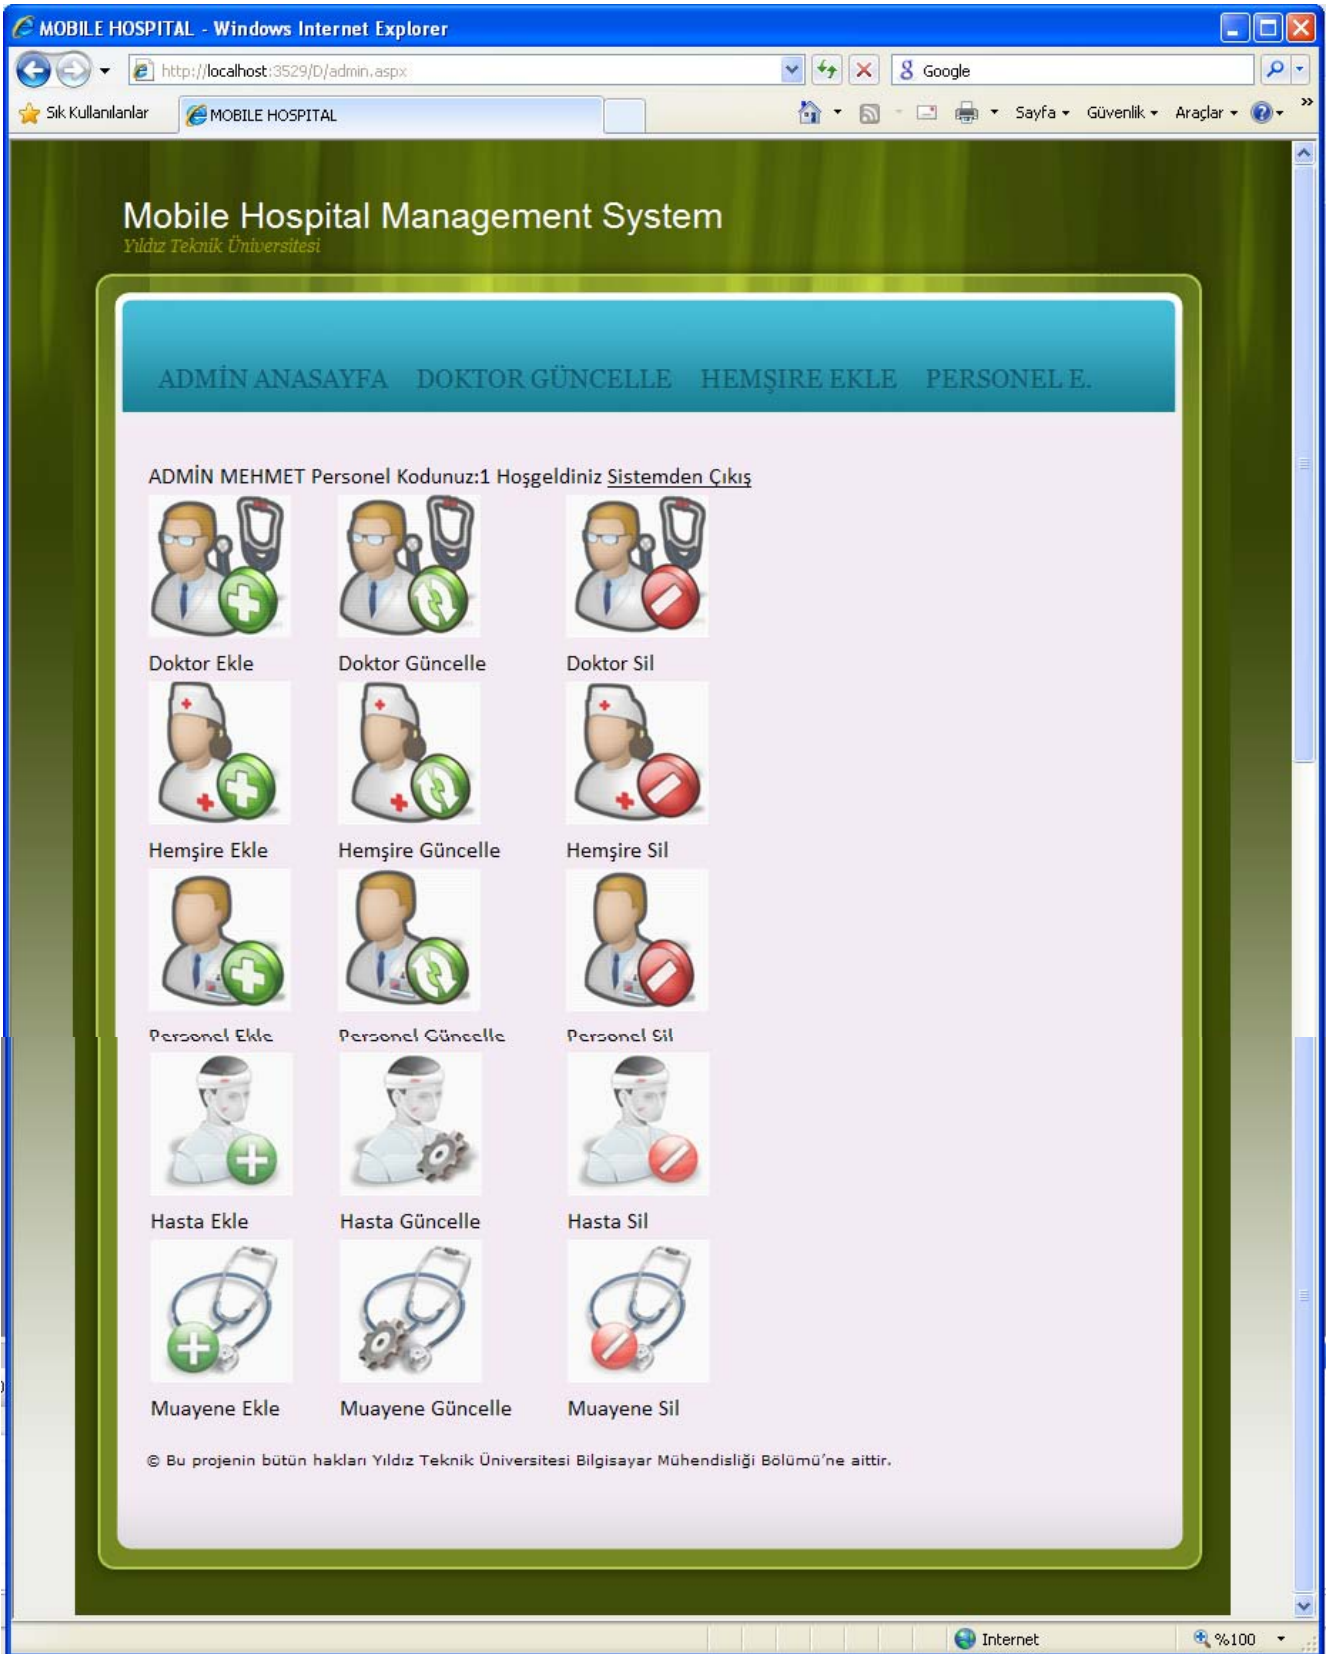 MOBILE HOSPITAL - Windows Internet Explorer
http://localhost:3529/D/admin.aspx
Google
Sık Kullanılanlar
MOBILE HOSPITAL
Sayfa
Güvenlik
Araçlar
Mobile Hospital Management System
Yıldız Teknik Üniversitesi
ADMİN ANASAYFA DOKTOR GÜNCELLE HEMŞIRE EKLE PERSONEL E.
ADMİN MEHMET Personel Kodunuz:1 Hoşgeldiniz Sistemden Çıkış
Doktor Ekle Doktor Güncelle Doktor Sil
Hemşire Ekle Hemşire Güncelle Hemşire Sil
Personel Ekle Personel Güncelle Personel Sil
Hasta Ekle Hasta Güncelle Hasta Sil
Muayene Ekle Muayene Güncelle Muayene Sil
© Bu projenin bütün hakları Yıldız Teknik Üniversitesi Bilgisayar Mühendisliği Bölümü'ne aittir.
Internet
%100